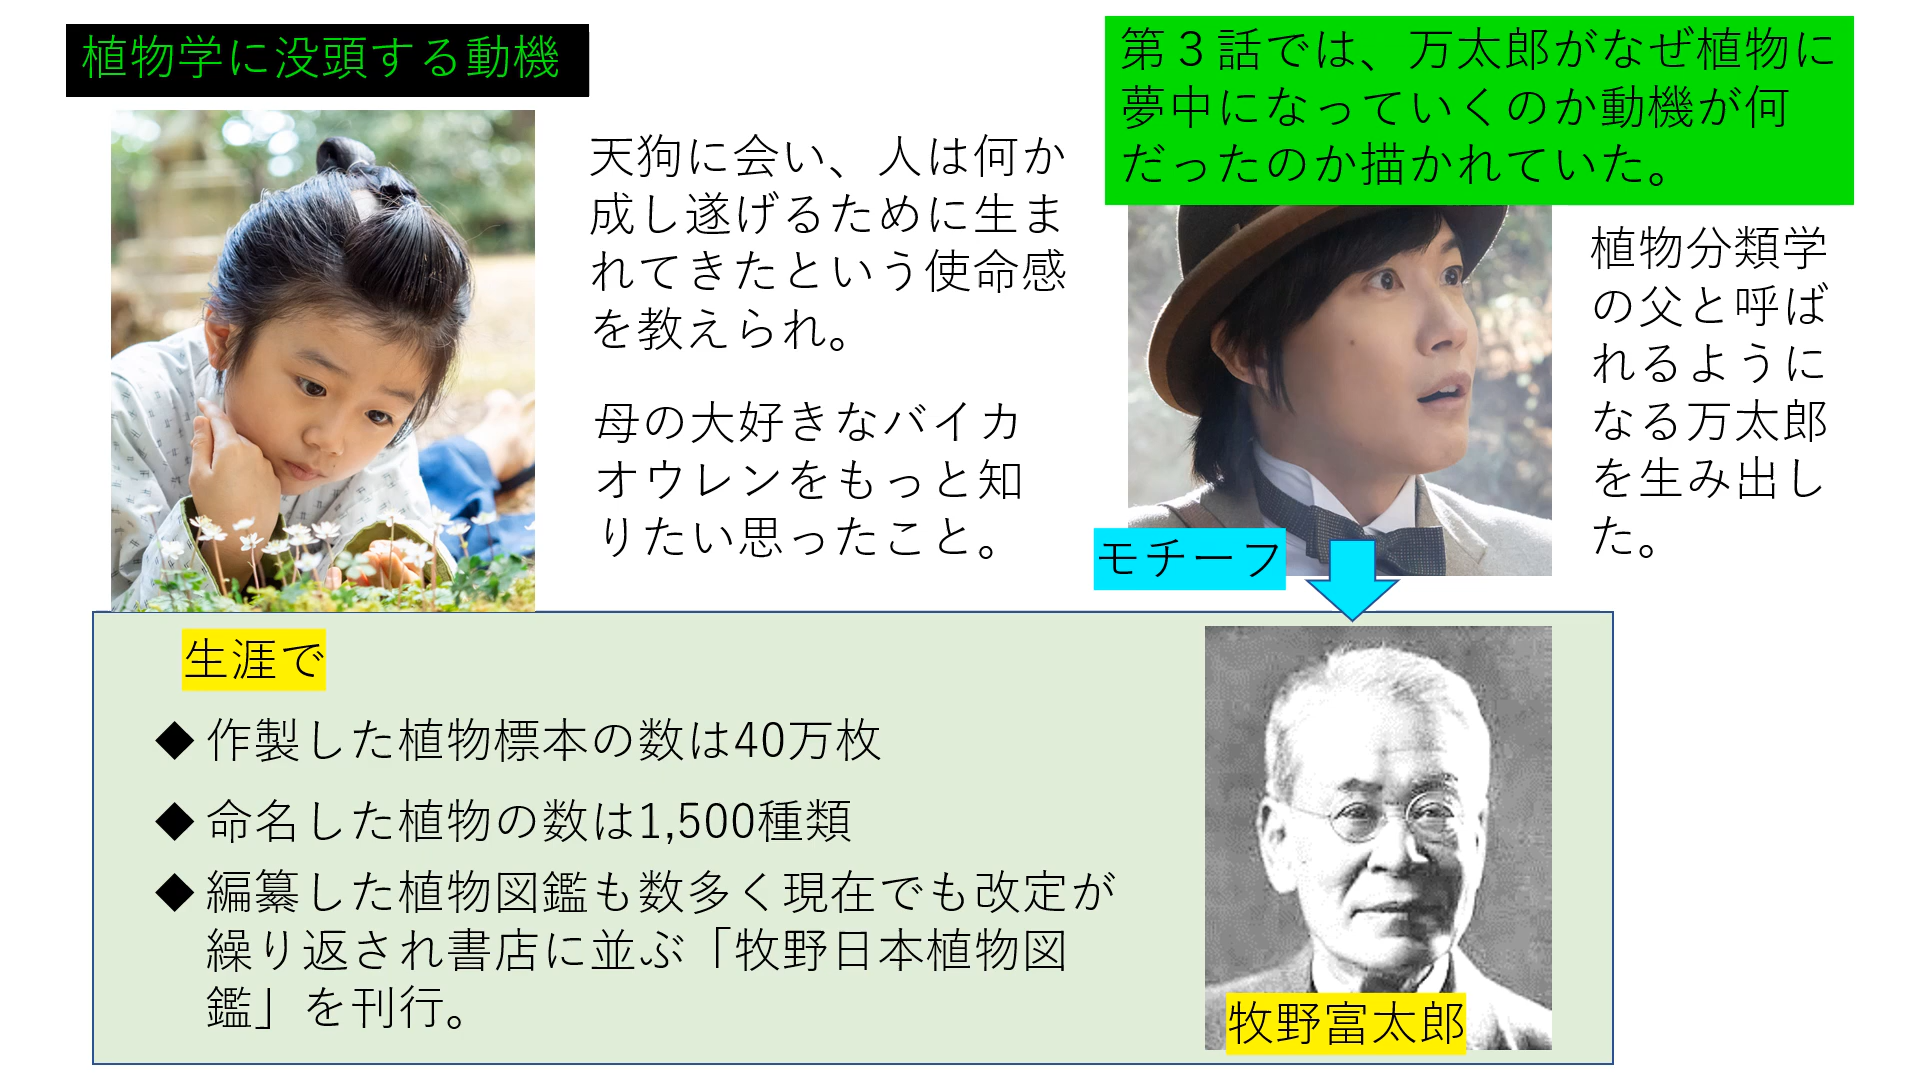 植物学に没頭する動機
第３話では、万太郎がなぜ植物に
夢中になっていくのか動機が何
だったのか描かれていた。
天狗に会い、人は何か
成し遂げるために生ま
れてきたという使命感
を教えられ。
母の大好きなバイカ
オウレンをもっと知
りたい思ったこと。
植物分類学
の父と呼ば
れるように
なる万太郎
を生み出し
た。
モチーフ
生涯で
◆作製した植物標本の数は40万枚
◆命名した植物の数は1,500種類
◆編纂した植物図鑑も数多く現在でも改定が
繰り返され書店に並ぶ「牧野日本植物図
鑑」を刊行。
牧野富太郎